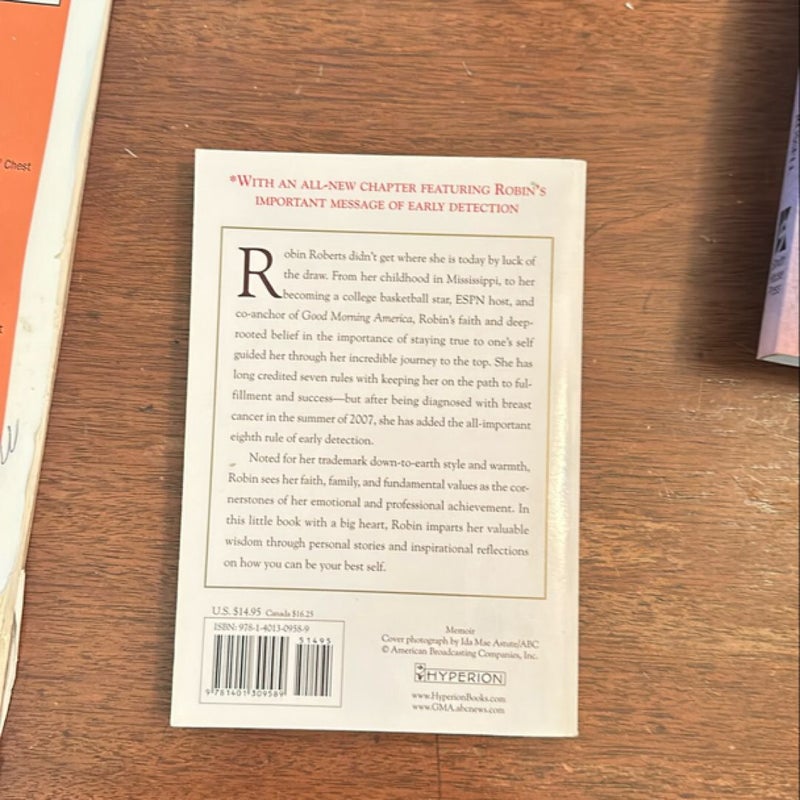 *With an all-new chapter featuring Robin's
important message of early detection
Robin Roberts didn't get where she is today by luck of
the draw. From her childhood in Mississippi, to her
becoming a college basketball star, ESPN host, and
co-anchor of Good Morning America, Robin's faith and deep-
rooted belief in the importance of staying true to one's self
guided her through her incredible journey to the top. She has
long credited seven rules with keeping her on the path to ful-
fillment and success—but after being diagnosed with breast
cancer in the summer of 2007, she has added the all-important
eighth rule of early detection.
Noted for her trademark down-to-earth style and warmth,
Robin sees her faith, family, and fundamental values as the cor-
nerstones of her emotional and professional achievement. In
this little book with a big heart, Robin imparts her valuable
wisdom through personal stories and inspirational reflections
on how you can be your best self.
U.S. $14.95 Canada $16.25
ISBN: 978-1-4013-0958-9
51495
9 781401 309589
Memoir
Cover photograph by Ida Mae Astute/ABC
© American Broadcasting Companies, Inc.
HYPERION
www.HyperionBooks.com
www.GMA.abcnews.com
Chest